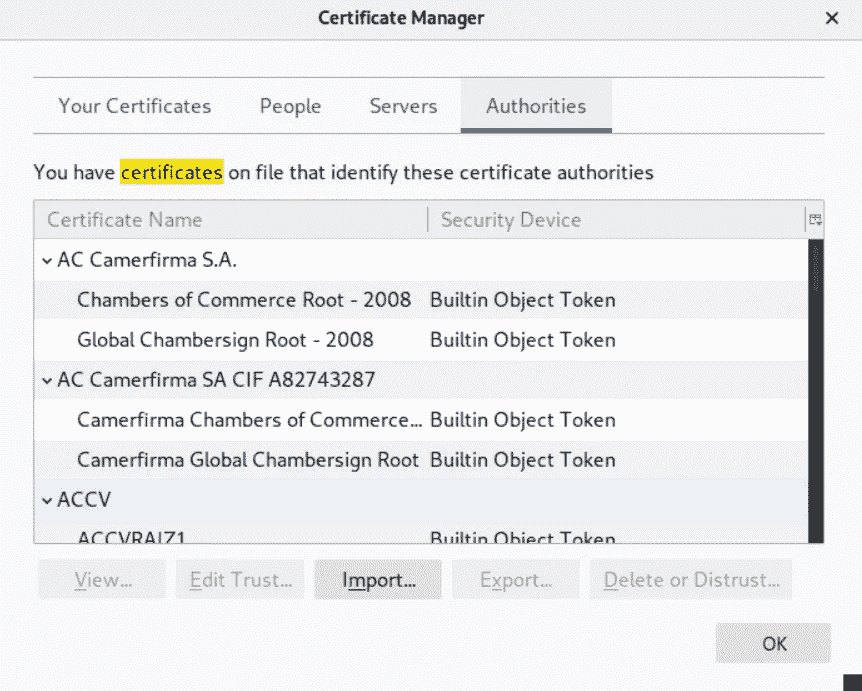 Certificate Manager
Your Certificates People Servers Authorities
You have certificates on file that identify these certificate authorities
Certificate Name Security Device
AC Camerfirma S.A.
Chambers of Commerce Root - 2008 Builtin Object Token
Global Chambersign Root - 2008 Builtin Object Token
AC Camerfirma SA CIF A82743287
Camerfirma Chambers of Commerce... Builtin Object Token
Camerfirma Global Chambersign Root Builtin Object Token
ACCV
ACCVRAIZ1 Builtin Object Token
View... Edit Trust... Import... Export... Delete or Distrust...
OK